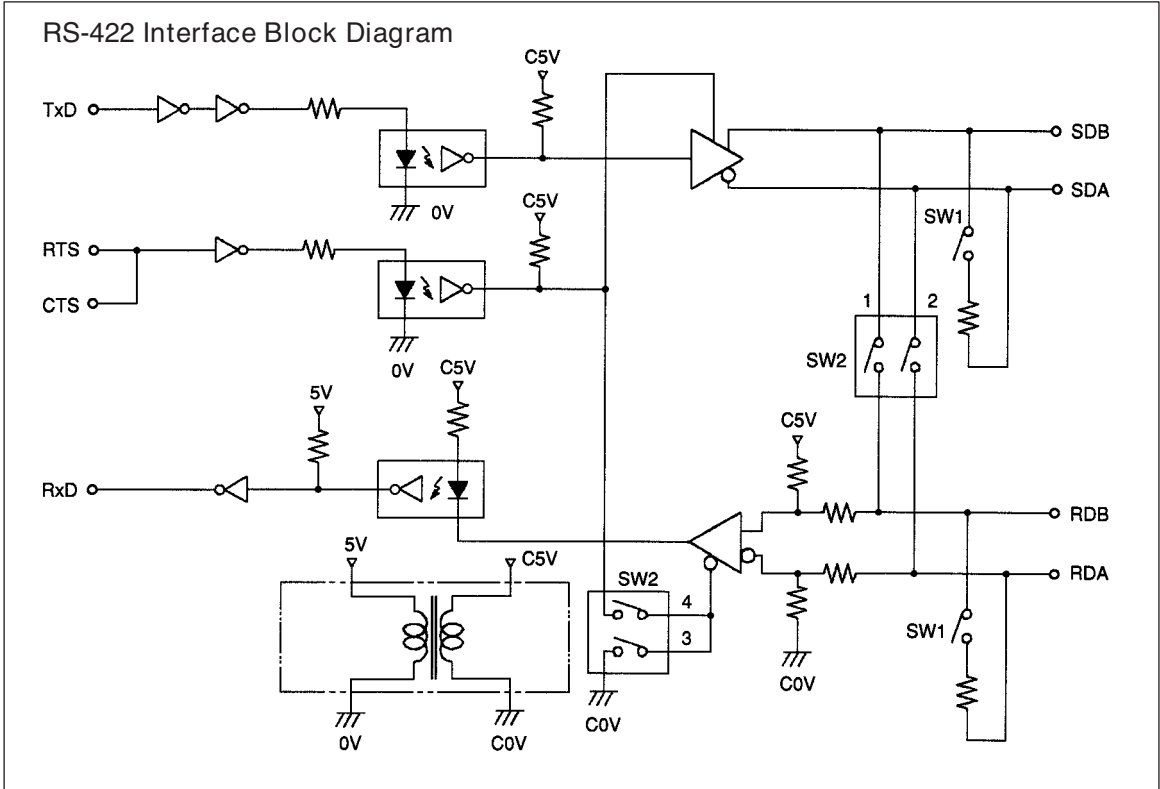 RS-422 Interface Block Diagram
C5V
TxD
SDB
0V
C5V
SDA
SW1
RTS
CTS
1
2
0V
SW2
C5V
5V
C5V
RxD
RDB
5V
C5V
RDA
SW2
4
3
SW1
C0V
0V
C0V
C0V